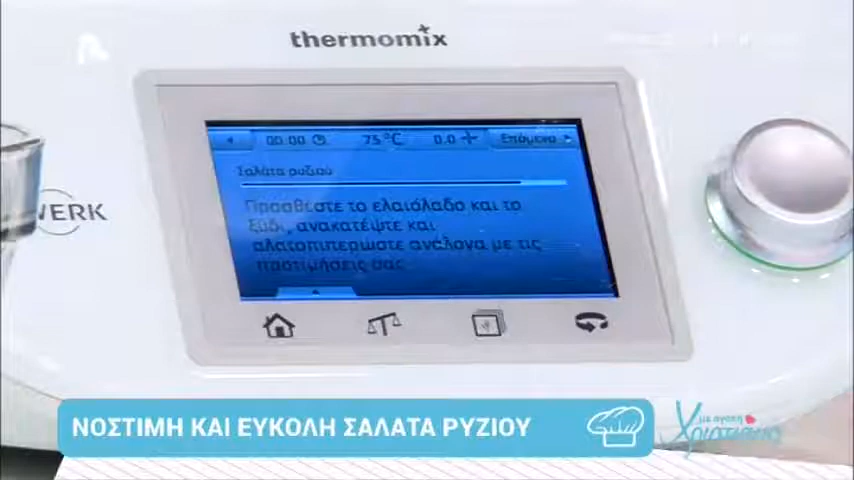 thermomix
00:00
75°C
0.0
Επόμενο
Σαλάτα ρυζιού
Προσθέστε το ελαιόλαδο και το
ξύδι, ανακατέψτε και
αλατοπιπερώστε ανάλογα με τις
προτιμήσεις σας
WERK
ΝΟΣΤΙΜΗ ΚΑΙ ΕΥΚΟΛΗ ΣΑΛΑΤΑ ΡΥΖΙΟΥ
με αγάπη
Χριστιάνα